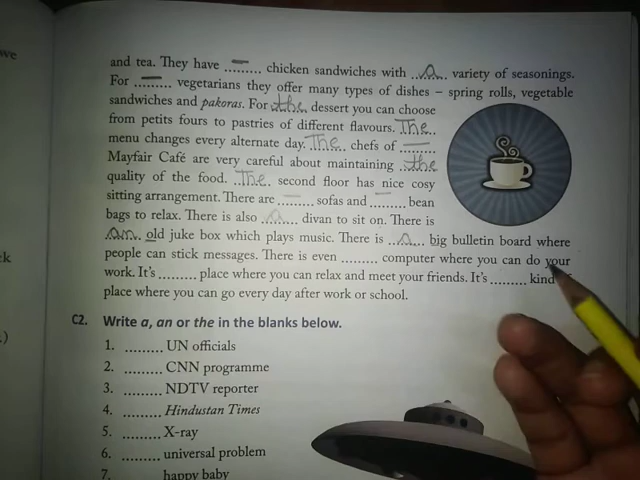 we
and tea. They have ......... chicken sandwiches with ...a... variety of seasonings.
For ......... vegetarians they offer many types of dishes – spring rolls, vegetable
sandwiches and pakoras. For the dessert you can choose
from petits fours to pastries of different flavours. The..
menu changes every alternate day. .The.. chefs of .........
Mayfair Café are very careful about maintaining ..the
quality of the food. ..The.. second floor has nice cosy
sitting arrangement. There are ......... sofas and ......... bean
bags to relax. There is also ...a... divan to sit on. There is
.An. old juke box which plays music. There is ...a... big bulletin board where
people can stick messages. There is even ......... computer where you can do your
work. It's ......... place where you can relax and meet your friends. It's ......... kind
place where you can go every day after work or school.
k
C2. Write a, an or the in the blanks below.
.)
1. ......... UN officials
2. ......... CNN programme
3. ......... NDTV reporter
4. ......... Hindustan Times
5. ......... X-ray
6. ......... universal problem
7. ......... happy baby